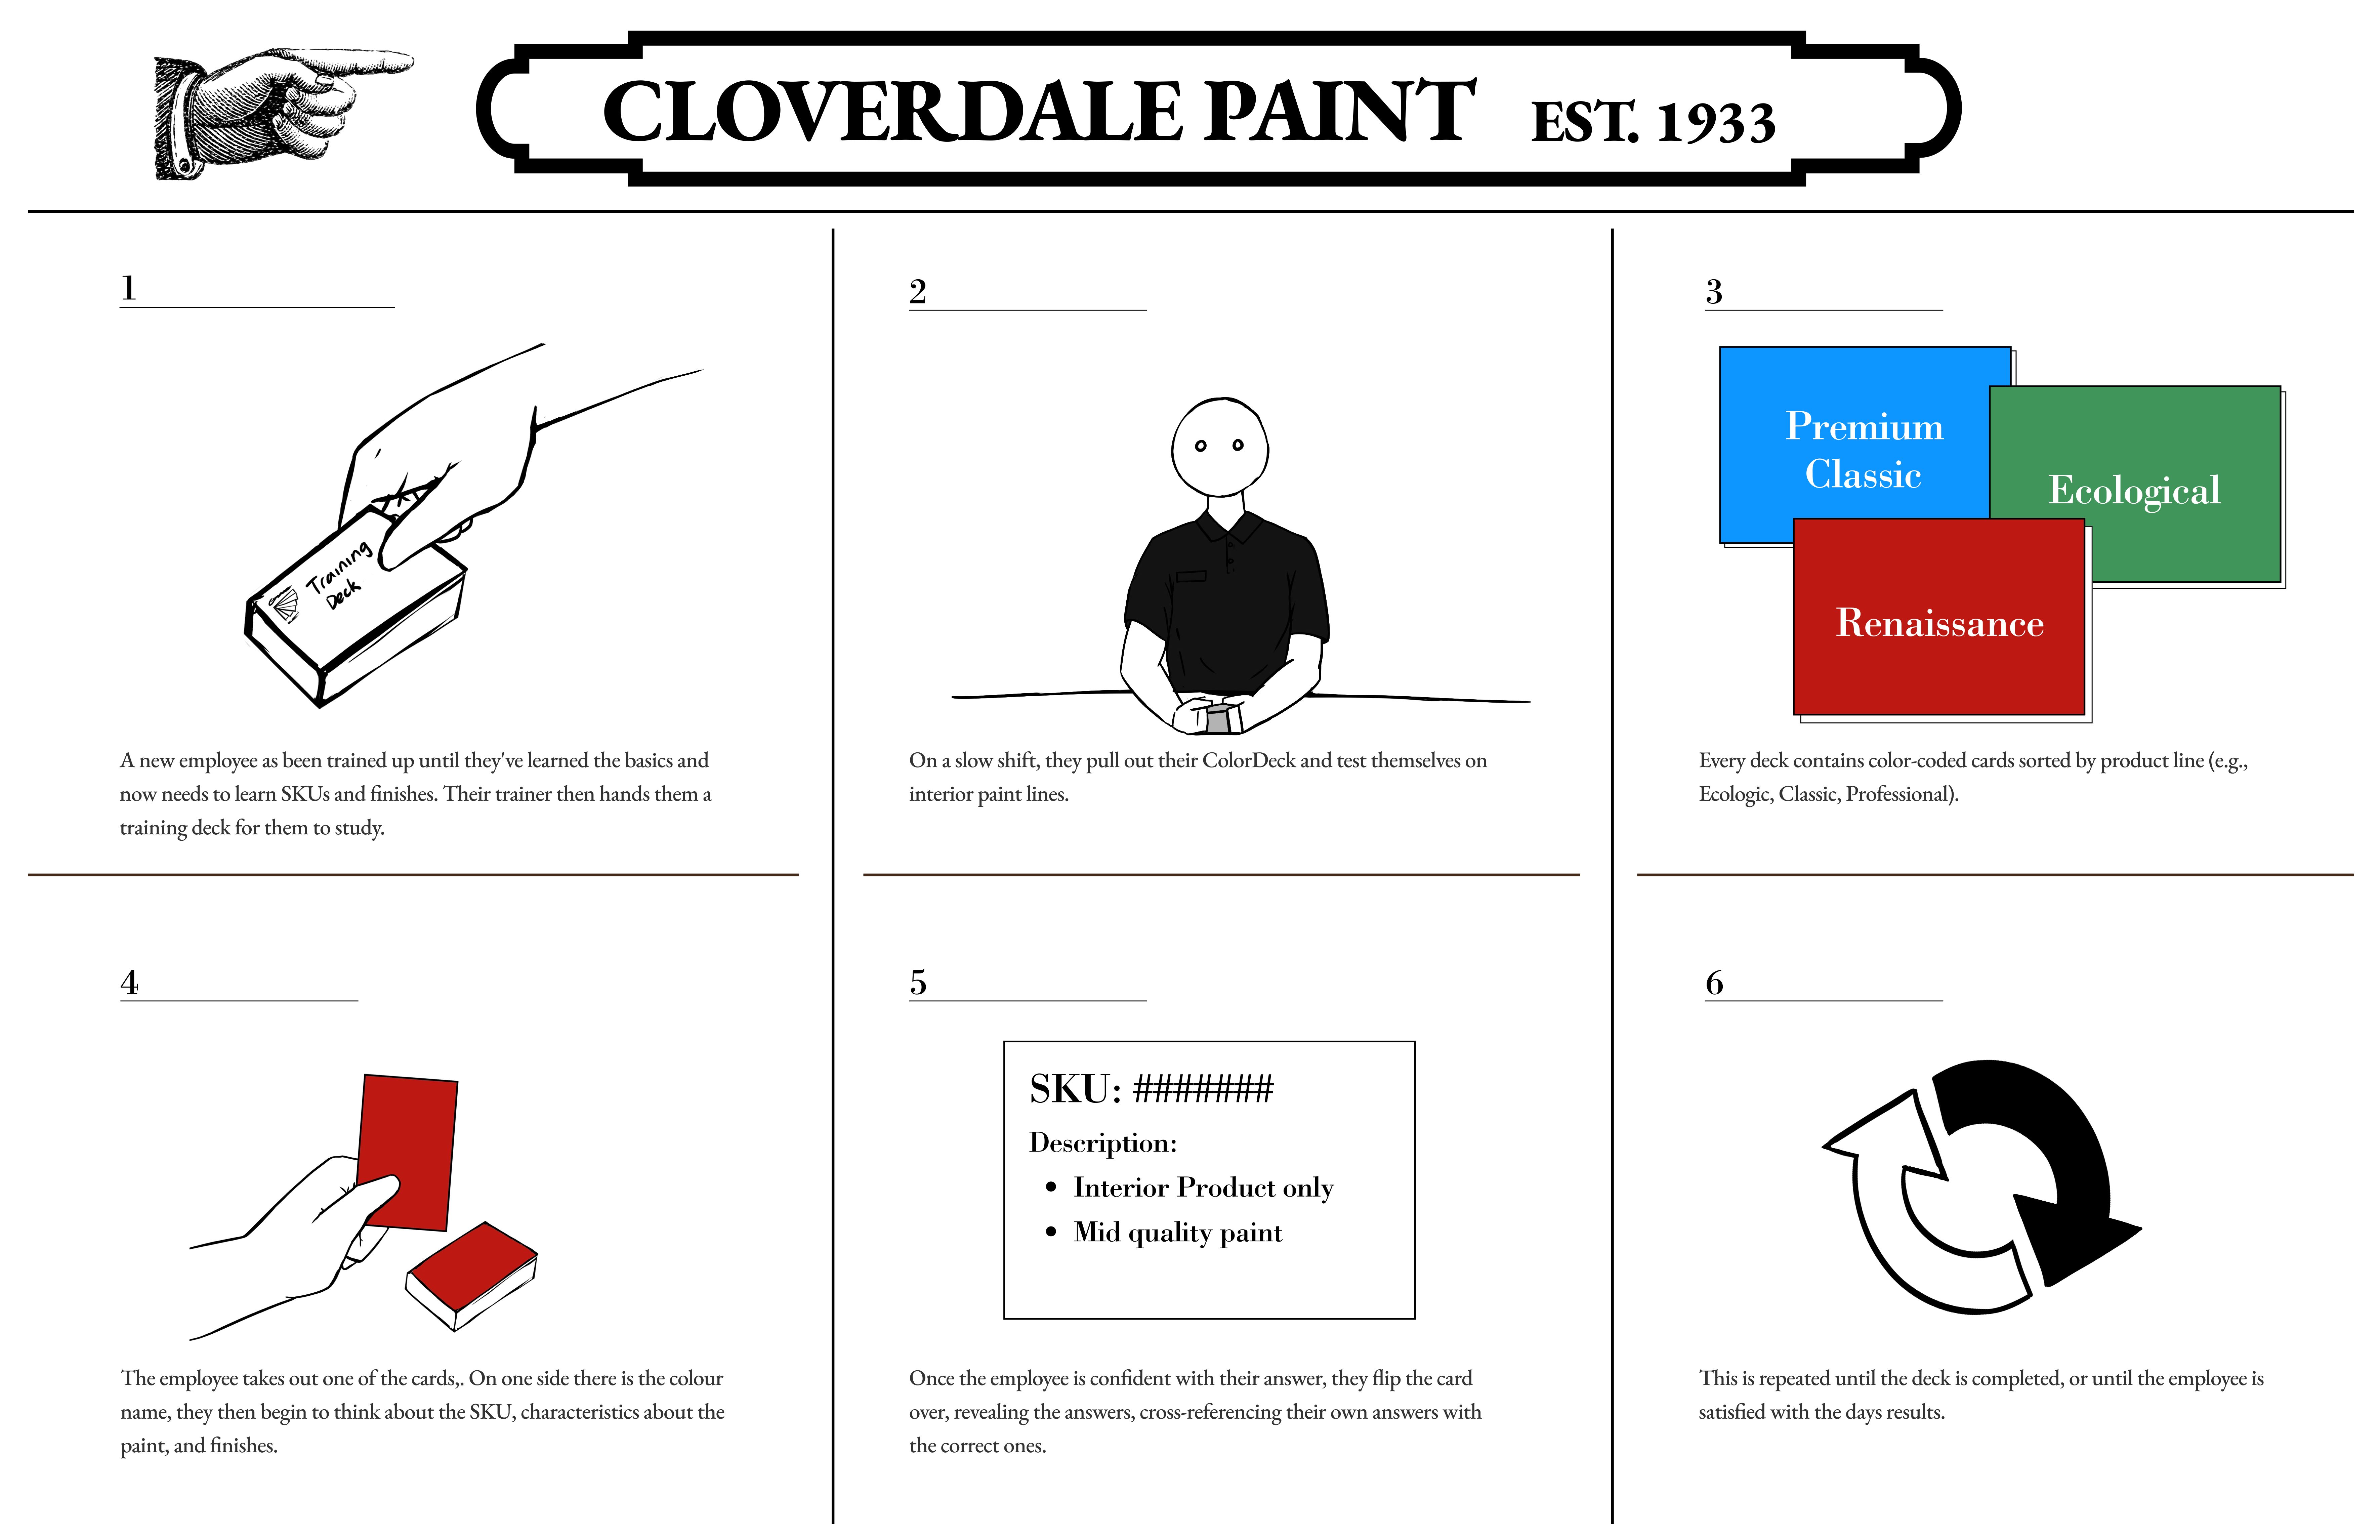 CLOVERDALE PAINT EST. 1933
1
Training
Deck
A new employee as been trained up until they've learned the basics and
now needs to learn SKUs and finishes. Their trainer then hands them a
training deck for them to study.
2
On a slow shift, they pull out their ColorDeck and test themselves on
interior paint lines.
3
Premium
Classic
Ecological
Renaissance
Every deck contains color-coded cards sorted by product line (e.g.,
Ecologic, Classic, Professional).
4
The employee takes out one of the cards,. On one side there is the colour
name, they then begin to think about the SKU, characteristics about the
paint, and finishes.
5
SKU: #######
Description:
• Interior Product only
• Mid quality paint
Once the employee is confident with their answer, they flip the card
over, revealing the answers, cross-referencing their own answers with
the correct ones.
6
This is repeated until the deck is completed, or until the employee is
satisfied with the days results.